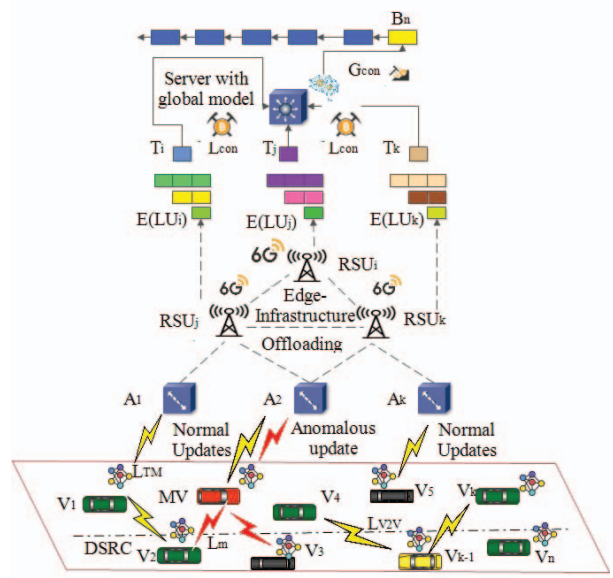 Bn
Gcon
Server with
global model
Ti
Lcon
Tj
Lcon
Tk
E(LUi)
E(LUj)
E(LUk)
6G
RSUi
6G
6G
Edge-
Infrastructure
RSUj
RSUk
Offloading
A1
A2
Ak
Normal
Updates
Anomalous
update
Normal
Updates
LTM
V1
MV
V4
V5
Vk
LV2V
DSRC
V2
Lm
V3
Vk-1
Vn